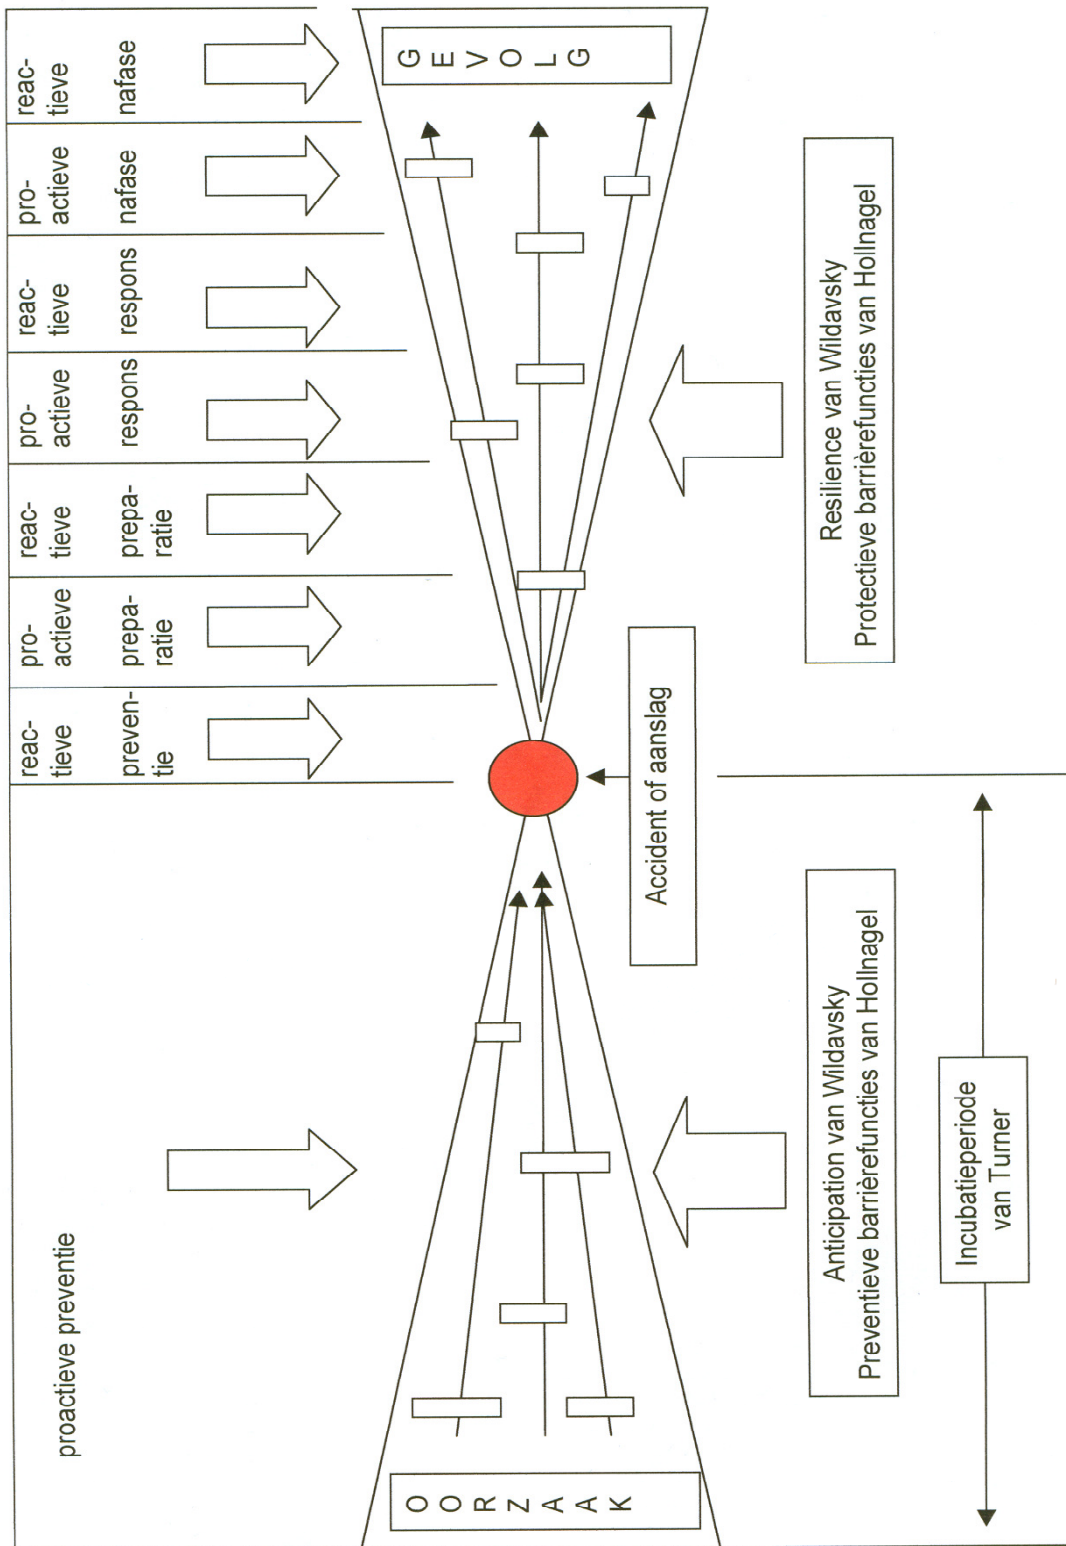 proactieve preventie
reac-
tieve
preven-
tie
pro-
actieve
prepa-
ratie
reac-
tieve
prepa-
ratie
pro-
actieve
respons
reac-
tieve
respons
pro-
actieve
nafase
reac-
tieve
nafase
O
O
R
Z
A
A
K
G
E
V
O
L
G
Accident of aanslag
Anticipation van Wildavsky
Preventieve barrièrefuncties van Hollnagel
Resilience van Wildavsky
Protectieve barrièrefuncties van Hollnagel
Incubatieperiode
van Turner